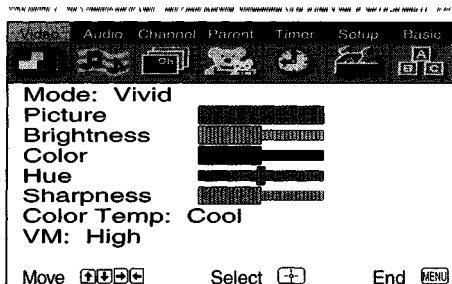 Video Audio Channel Parent Timer Setup Basic
Ch
A
B C
Mode: Vivid
Picture
Brightness
Color
Hue
Sharpness
Color Temp: Cool
VM: High
Move Select End MENU